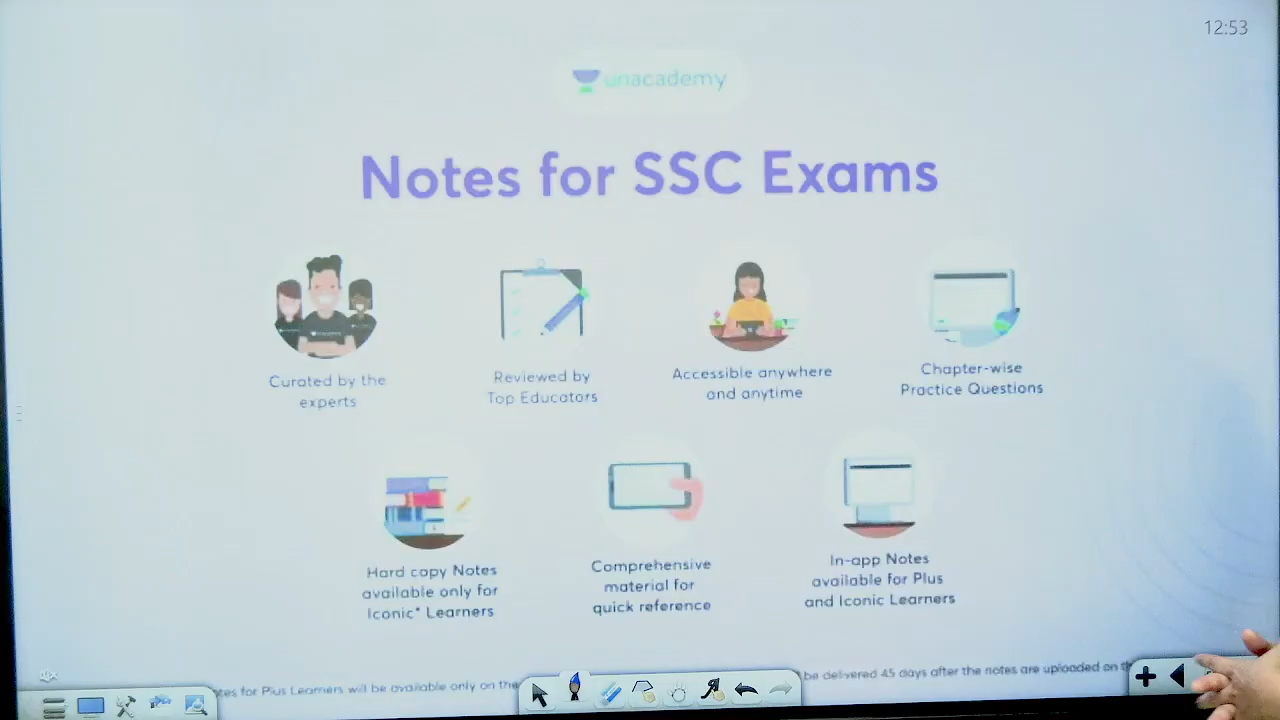 12:53
unacademy
Notes for SSC Exams
Curated by the
experts
Reviewed by
Top Educators
Accessible anywhere
and anytime
Chapter-wise
Practice Questions
Hard copy Notes
available only for
Iconic* Learners
Comprehensive
material for
quick reference
In-app Notes
available for Plus
and Iconic Learners
for Plus Learners will be available only on the
be delivered 45 days after the notes are uploaded on